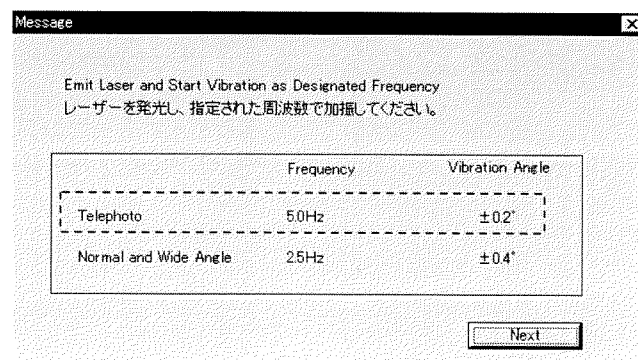 Message
Emit Laser and Start Vibration as Designated Frequency
レーザーを発光し、指定された周波数で加振してください。
Frequency Vibration Angle
Telephoto 5.0Hz ±0.2°
Normal and Wide Angle 2.5Hz ±0.4°
Next